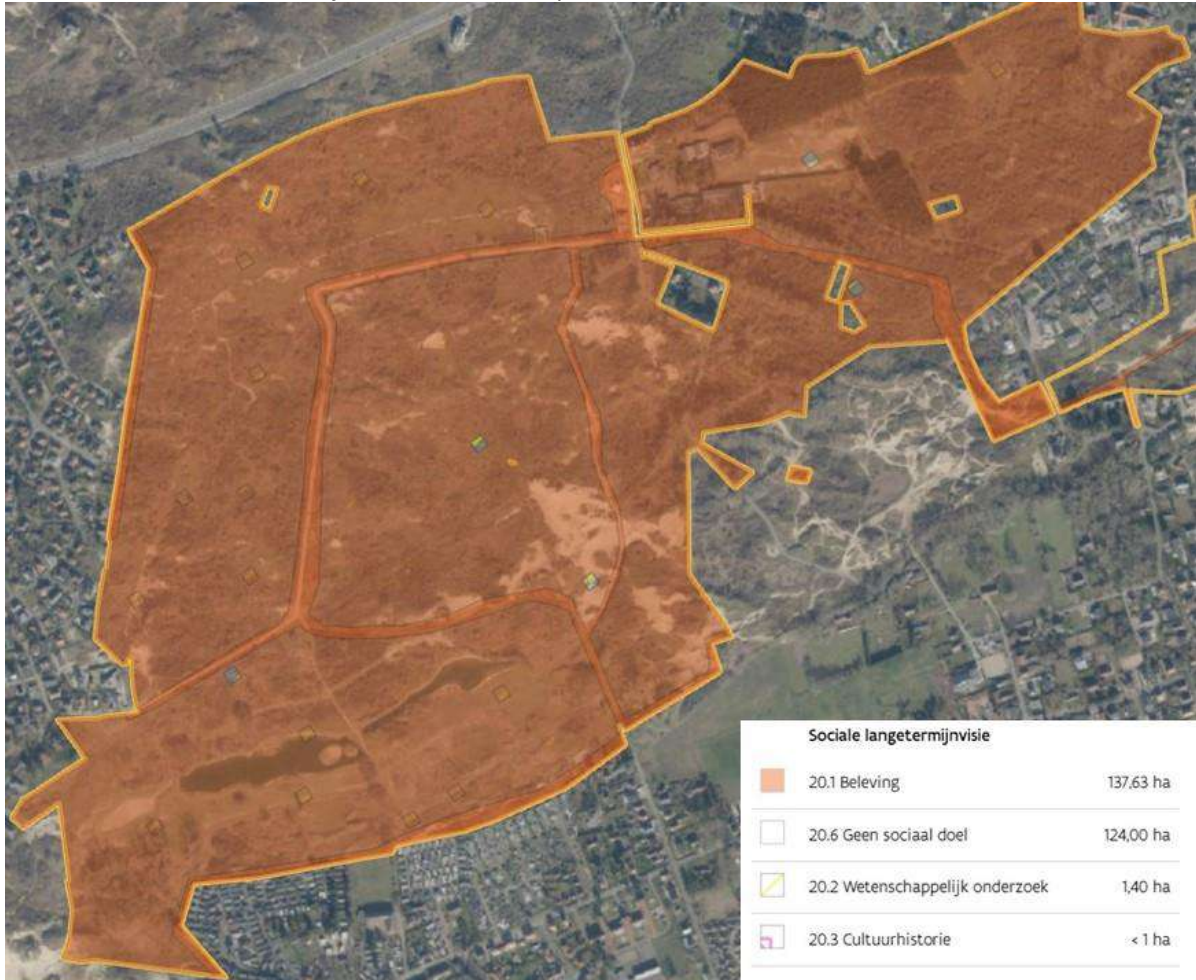 Sociale langetermijnvisie
20.1 Beleving 137,63 ha
20.6 Geen sociaal doel 124,00 ha
20.2 Wetenschappelijk onderzoek 1,40 ha
20.3 Cultuurhistorie < 1 ha